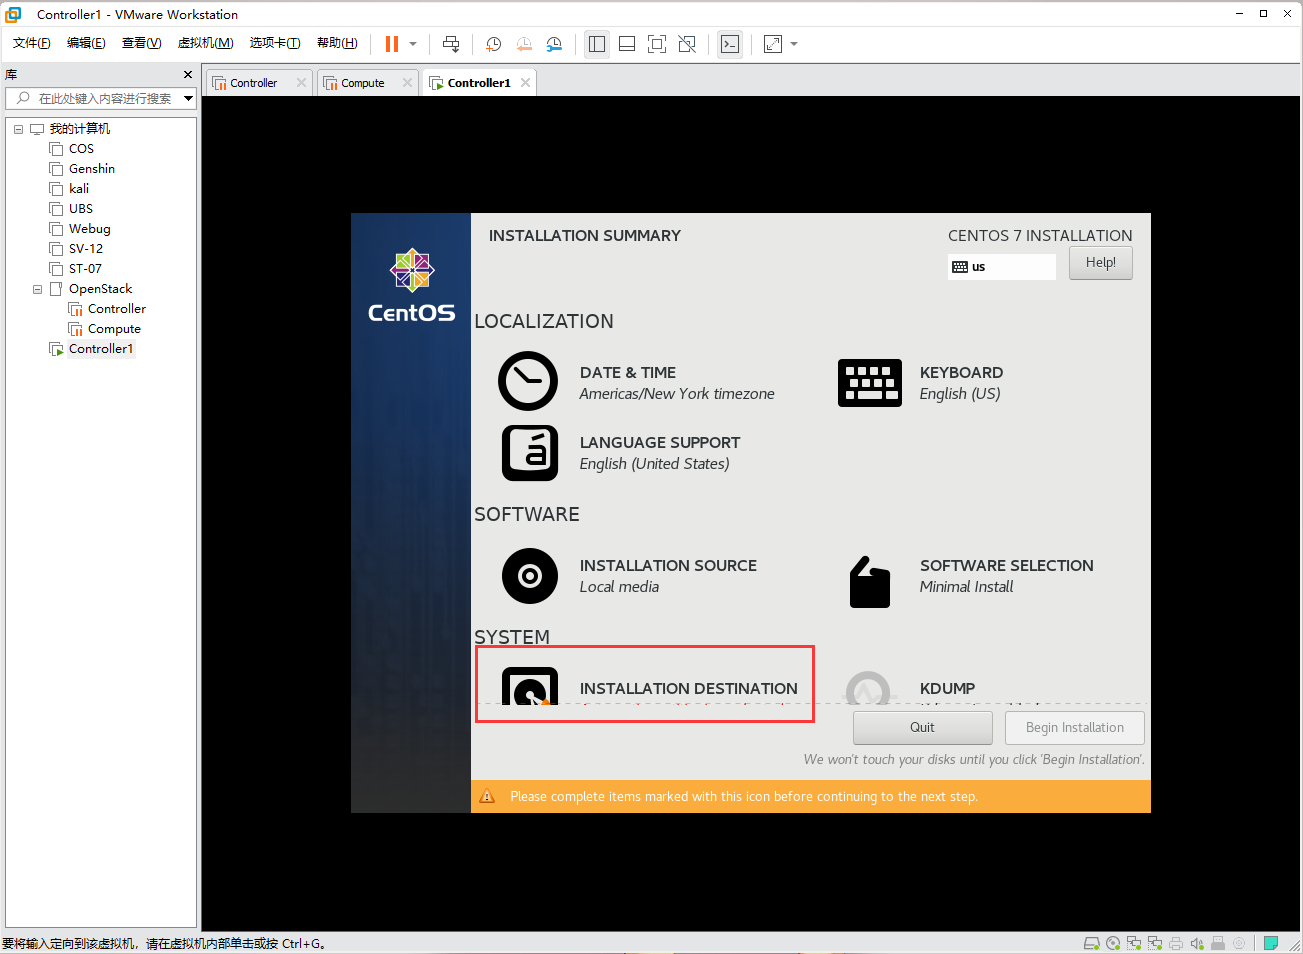 Controller1 - VMware Workstation
文件(F) 编辑(E) 查看(V) 虚拟机(M) 选项卡(T) 帮助(H)
库
在此处键入内容进行搜索
我的计算机
COS
Genshin
kali
UBS
Webug
SV-12
ST-07
OpenStack
Controller
Compute
Controller1
Controller Compute Controller1
CentOS
INSTALLATION SUMMARY
CENTOS 7 INSTALLATION
us
Help!
LOCALIZATION
DATE & TIME
Americas/New York timezone
KEYBOARD
English (US)
LANGUAGE SUPPORT
English (United States)
SOFTWARE
INSTALLATION SOURCE
Local media
SOFTWARE SELECTION
Minimal Install
SYSTEM
INSTALLATION DESTINATION
KDUMP
Quit
Begin Installation
We won't touch your disks until you click 'Begin Installation'.
Please complete items marked with this icon before continuing to the next step.
要将输入定向到该虚拟机，请在虚拟机内部单击或按 Ctrl+G。